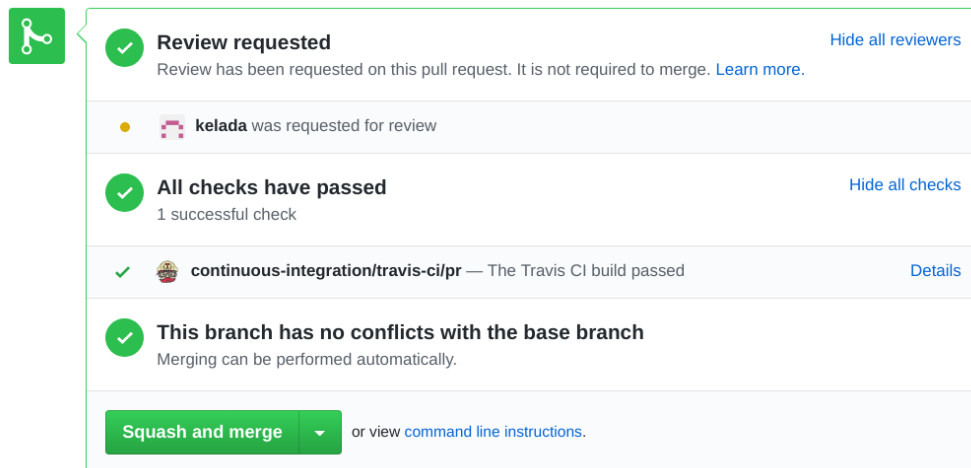 Review requested
Hide all reviewers
Review has been requested on this pull request. It is not required to merge. Learn more.
kelada was requested for review
All checks have passed
Hide all checks
1 successful check
continuous-integration/travis-ci/pr — The Travis CI build passed
Details
This branch has no conflicts with the base branch
Merging can be performed automatically.
Squash and merge
or view command line instructions.